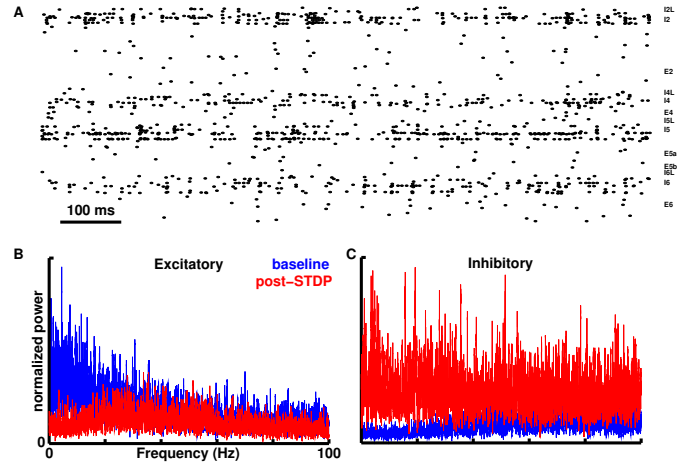 A
I2L
I2
E2
I4L
I4
E4
I5L
I5
E5a
E5b
I6L
I6
E6
100 ms
B
Excitatory
baseline
post-STDP
C
Inhibitory
normalized power
0
0
Frequency (Hz)
100